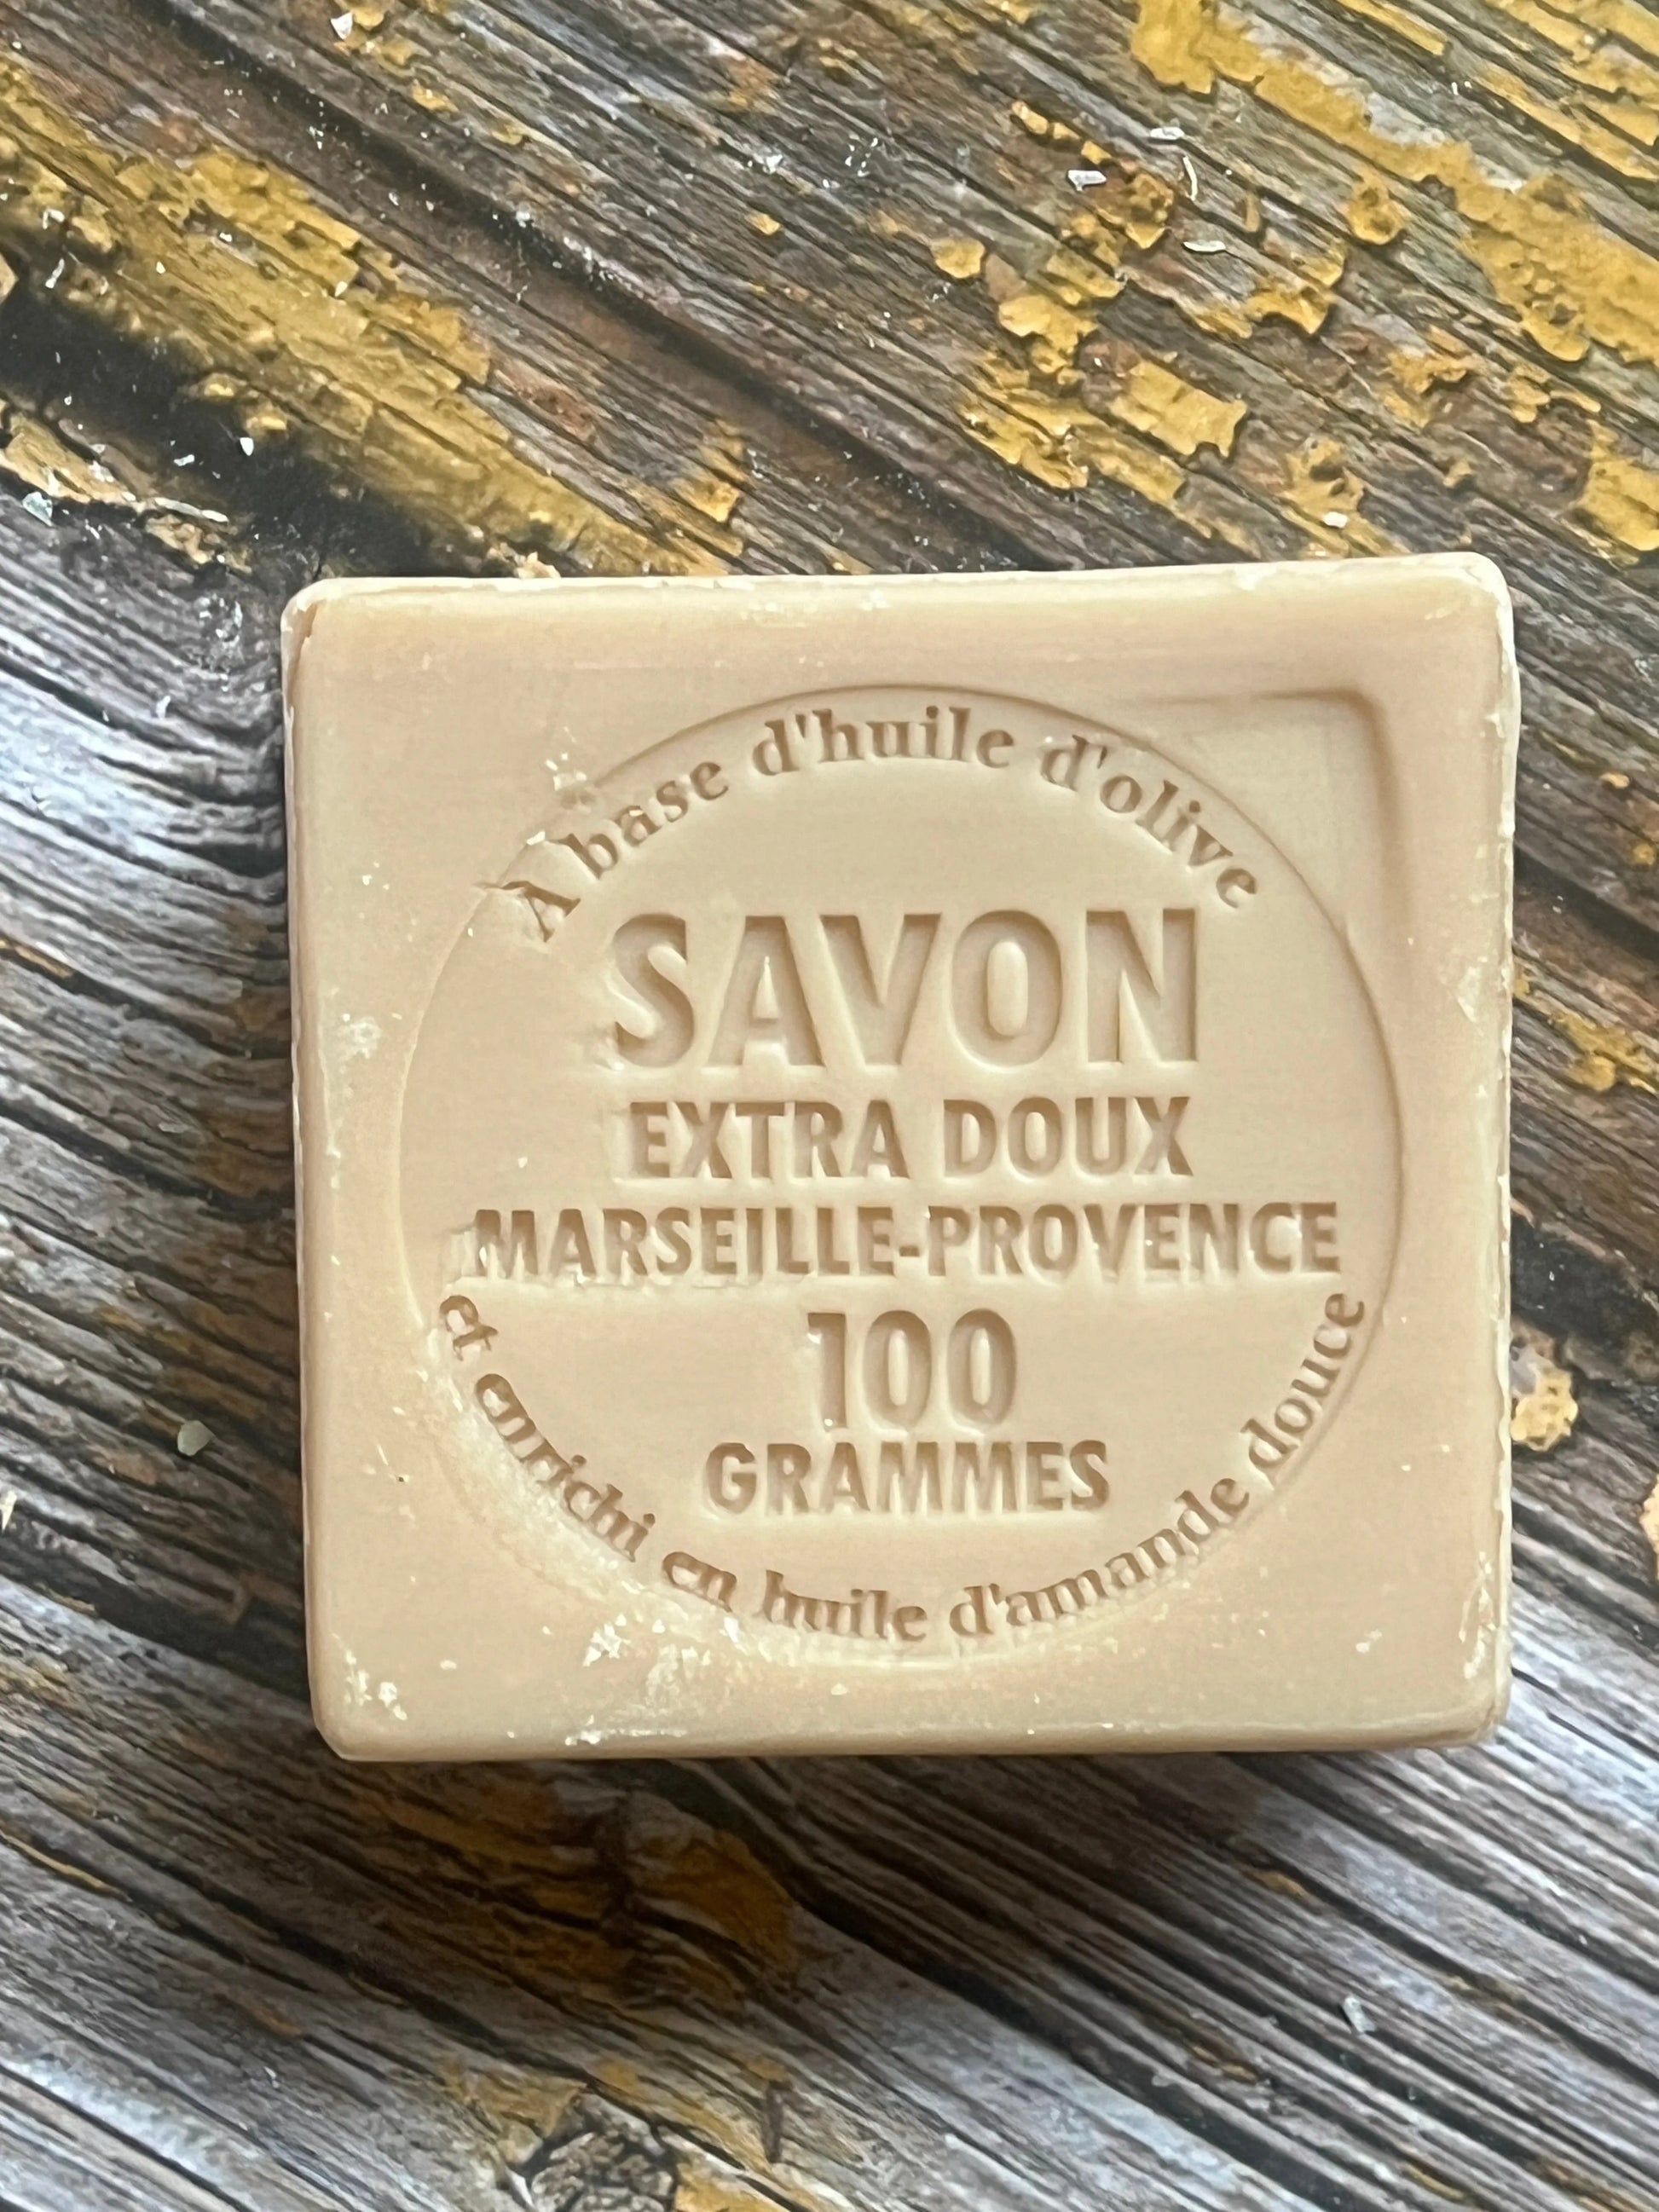 A base d'huile d'olive
SAVON
EXTRA DOUX
MARSEILLE-PROVENCE
100
GRAMMES
et enrichi en huile d'amande douce